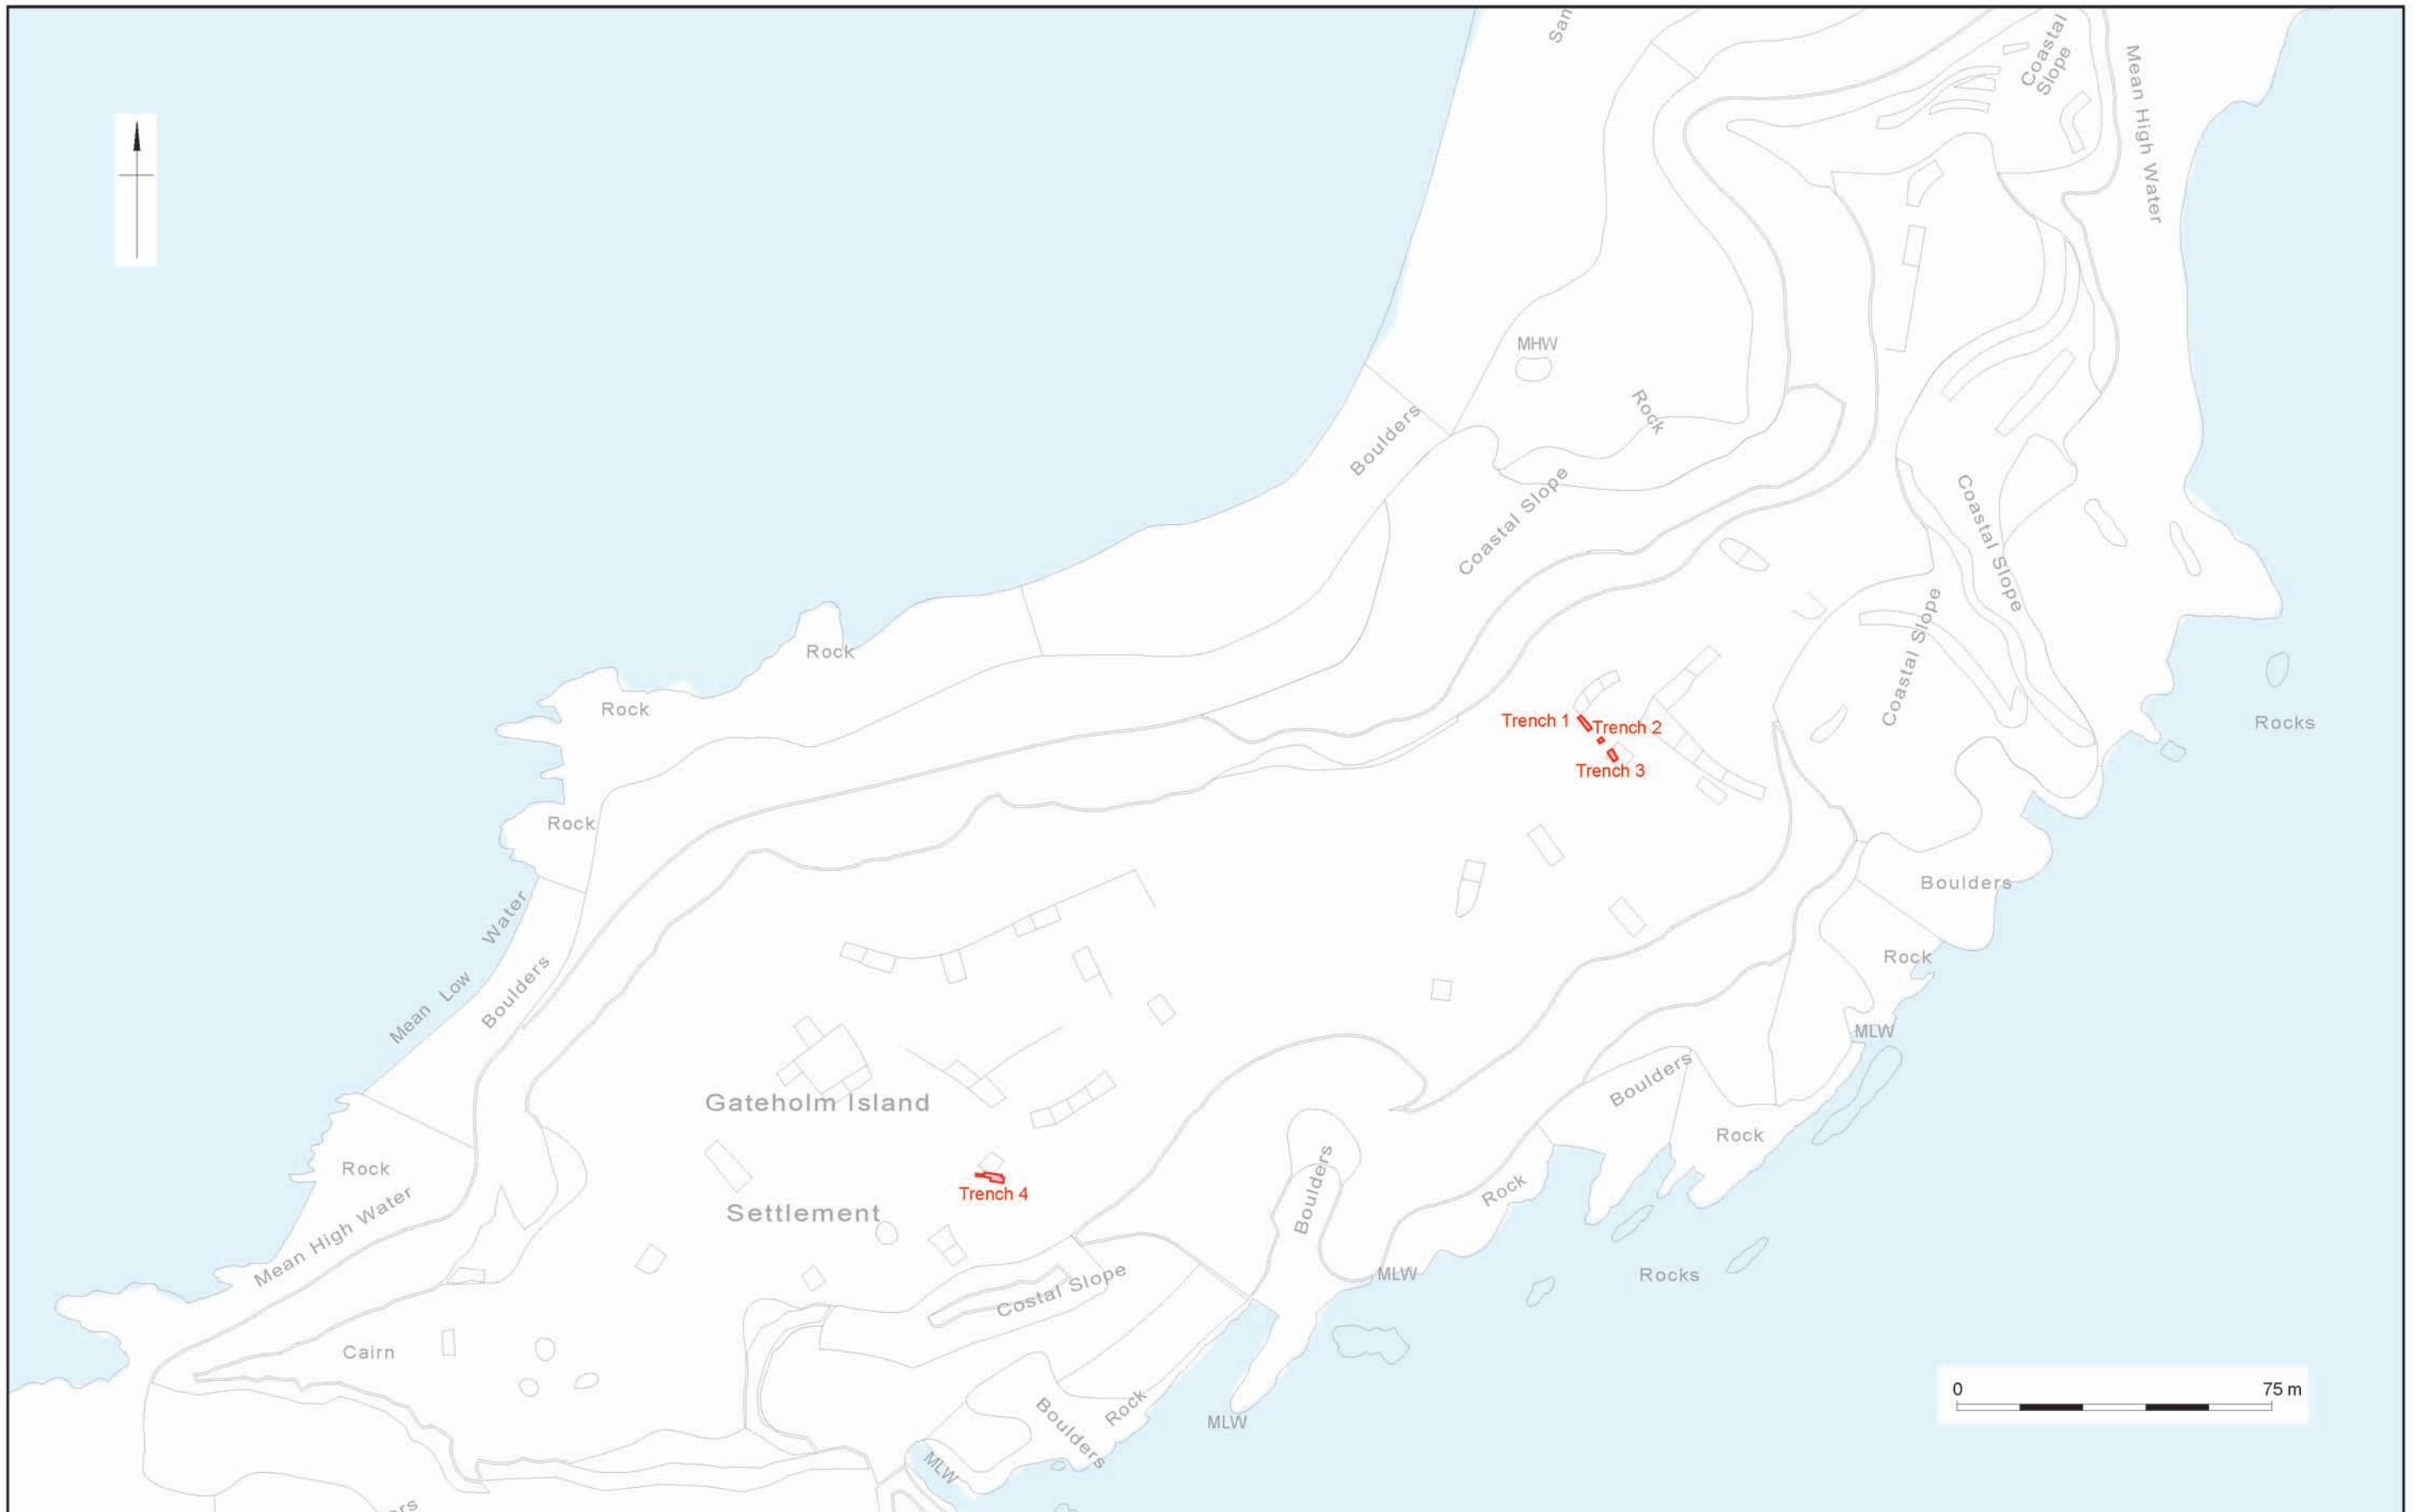 San
Coastal
Slope
Mean High Water
MHW
Rock
Boulders
Coastal Slope
Coastal Slope
Coastal Slope
Rock
Rock
Rock
Trench 1
Trench 2
Trench 3
Rocks
Boulders
Rock
MLW
Mean Low Water
Boulders
Gateholm Island
Boulders
Rock
Rock
Mean High Water
Settlement
Trench 4
Boulders
Rock
MLW
Rocks
Costal Slope
Cairn
Boulders
Rock
MLW
MLW
ers
0 75 m